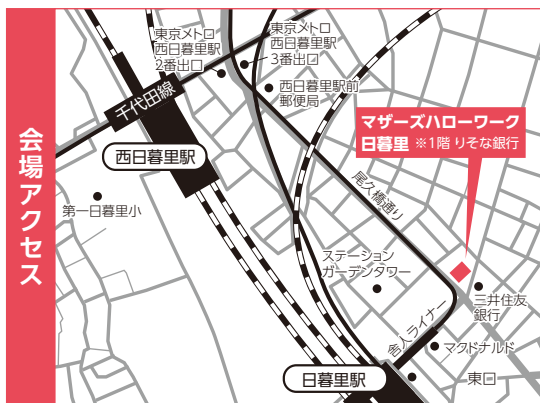 会場アクセス
東京メトロ
西日暮里駅
2番出口
東京メトロ
西日暮里駅
3番出口
西日暮里駅前
郵便局
千代田線
西日暮里駅
マザーズハローワーク
日暮里 ※1階 りそな銀行
第一日暮里小
尾久橋通り
ステーション
ガーデンタワー
三井住友
銀行
舎人ライナー
マクドナルド
日暮里駅
東口